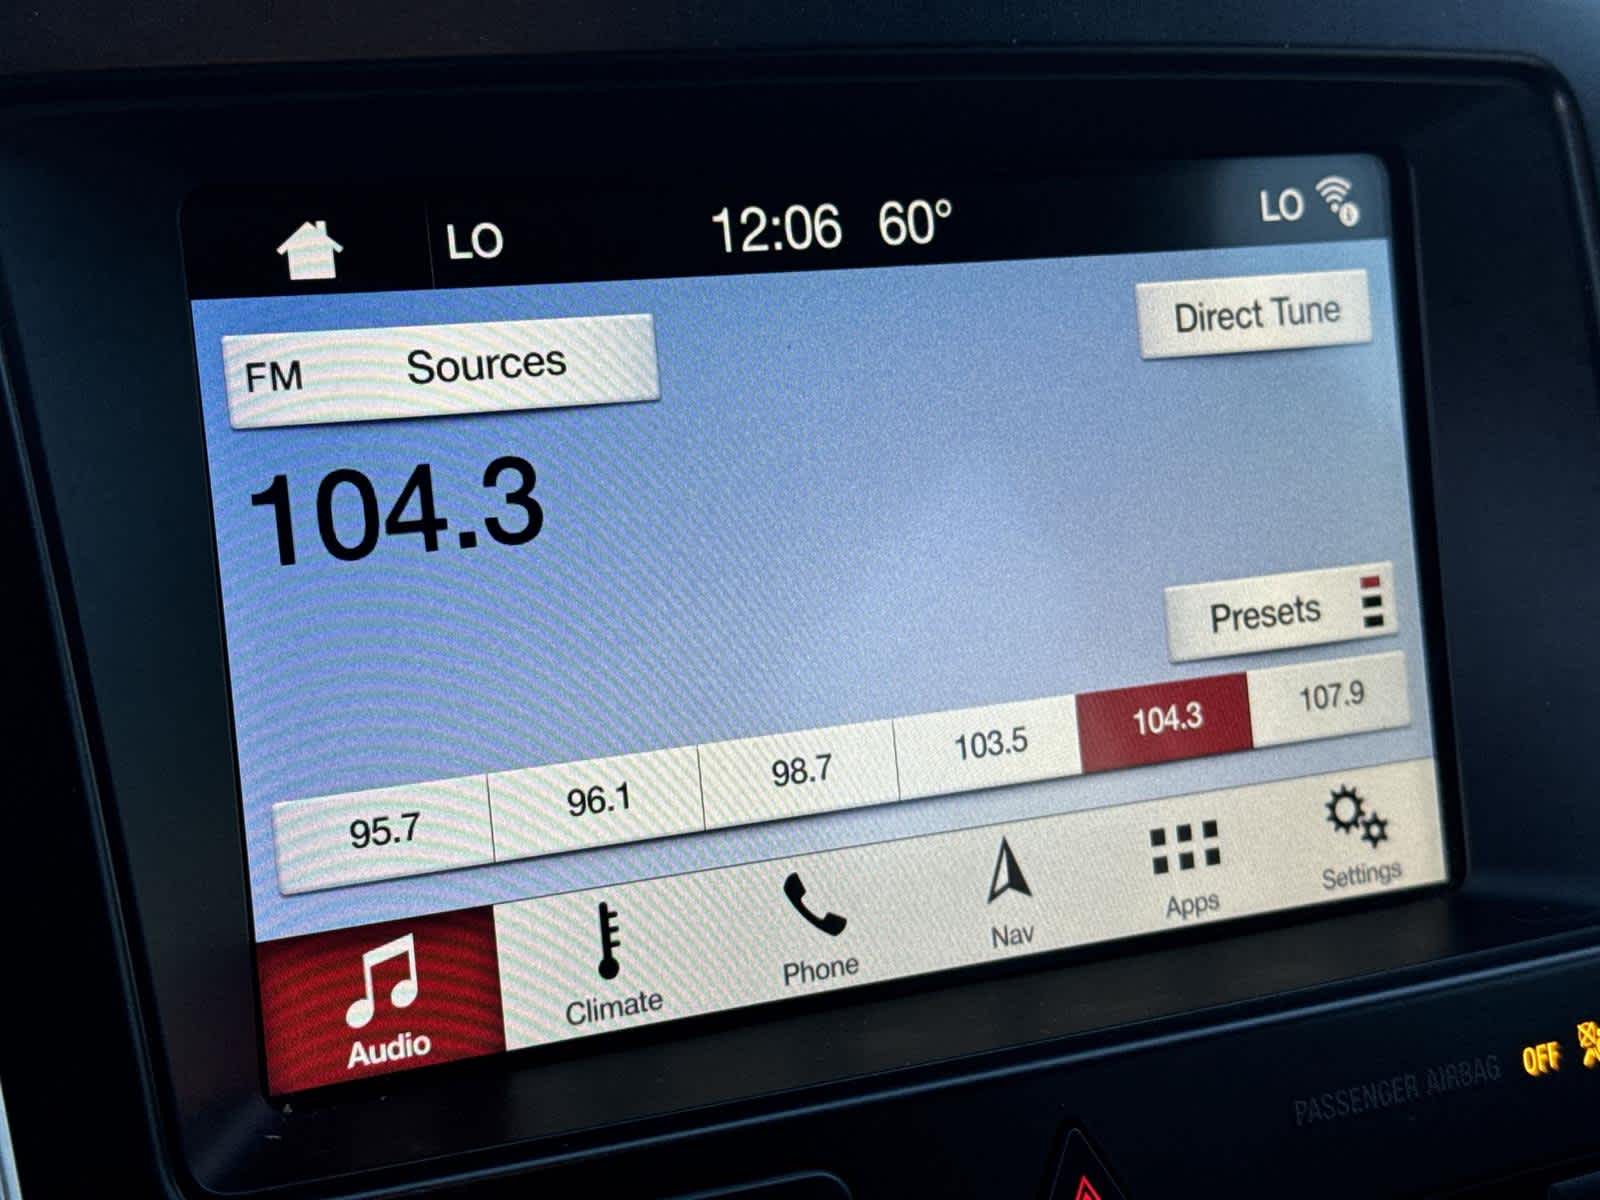 LO 12:06 60° LO
FM Sources
Direct Tune
104.3
Presets
95.7 96.1 98.7 103.5 104.3 107.9
Audio Climate Phone Nav Apps Settings
PASSENGER AIRBAG OFF